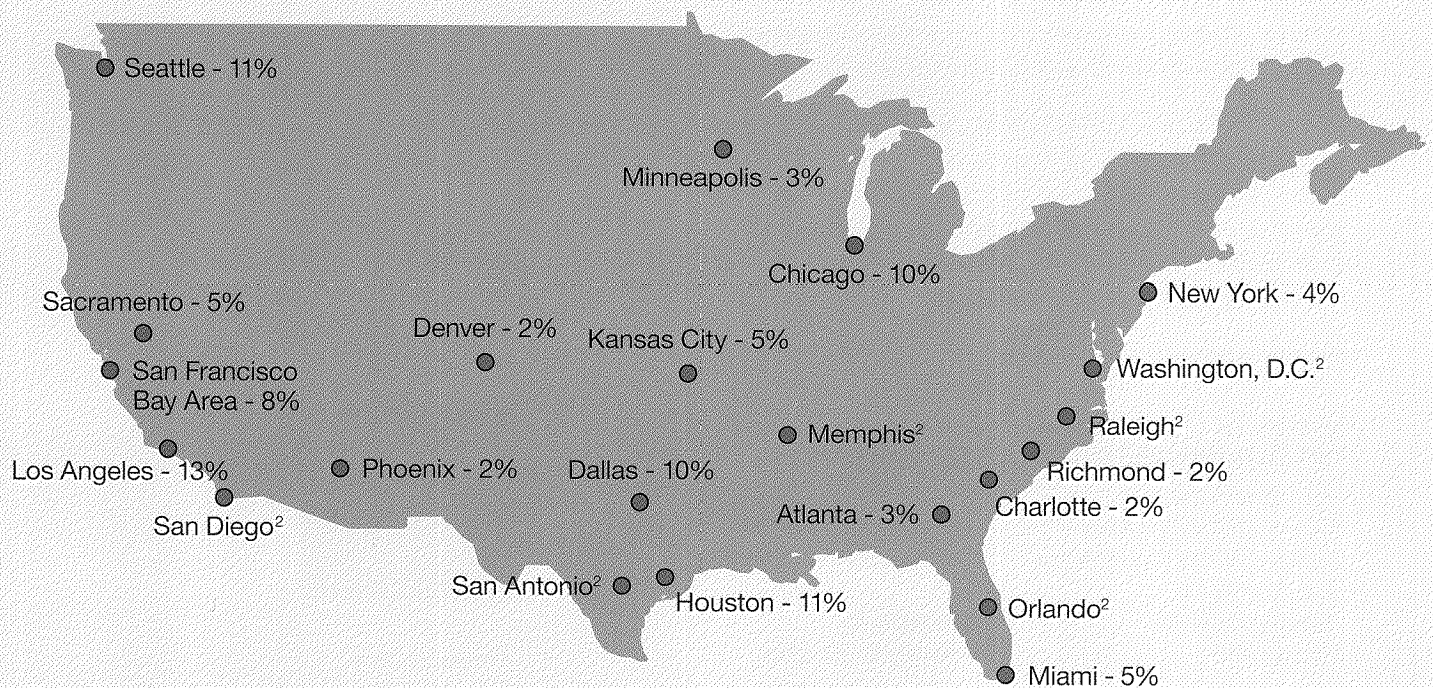 Seattle - 11%
Minneapolis - 3%
Chicago - 10%
New York - 4%
Sacramento - 5%
Denver - 2%
Kansas City - 5%
San Francisco
Bay Area - 8%
Washington, D.C.²
Raleigh²
Memphis²
Los Angeles - 13%
Phoenix - 2%
Dallas - 10%
Richmond - 2%
Charlotte - 2%
Atlanta - 3%
San Diego²
San Antonio²
Houston - 11%
Orlando²
Miami - 5%